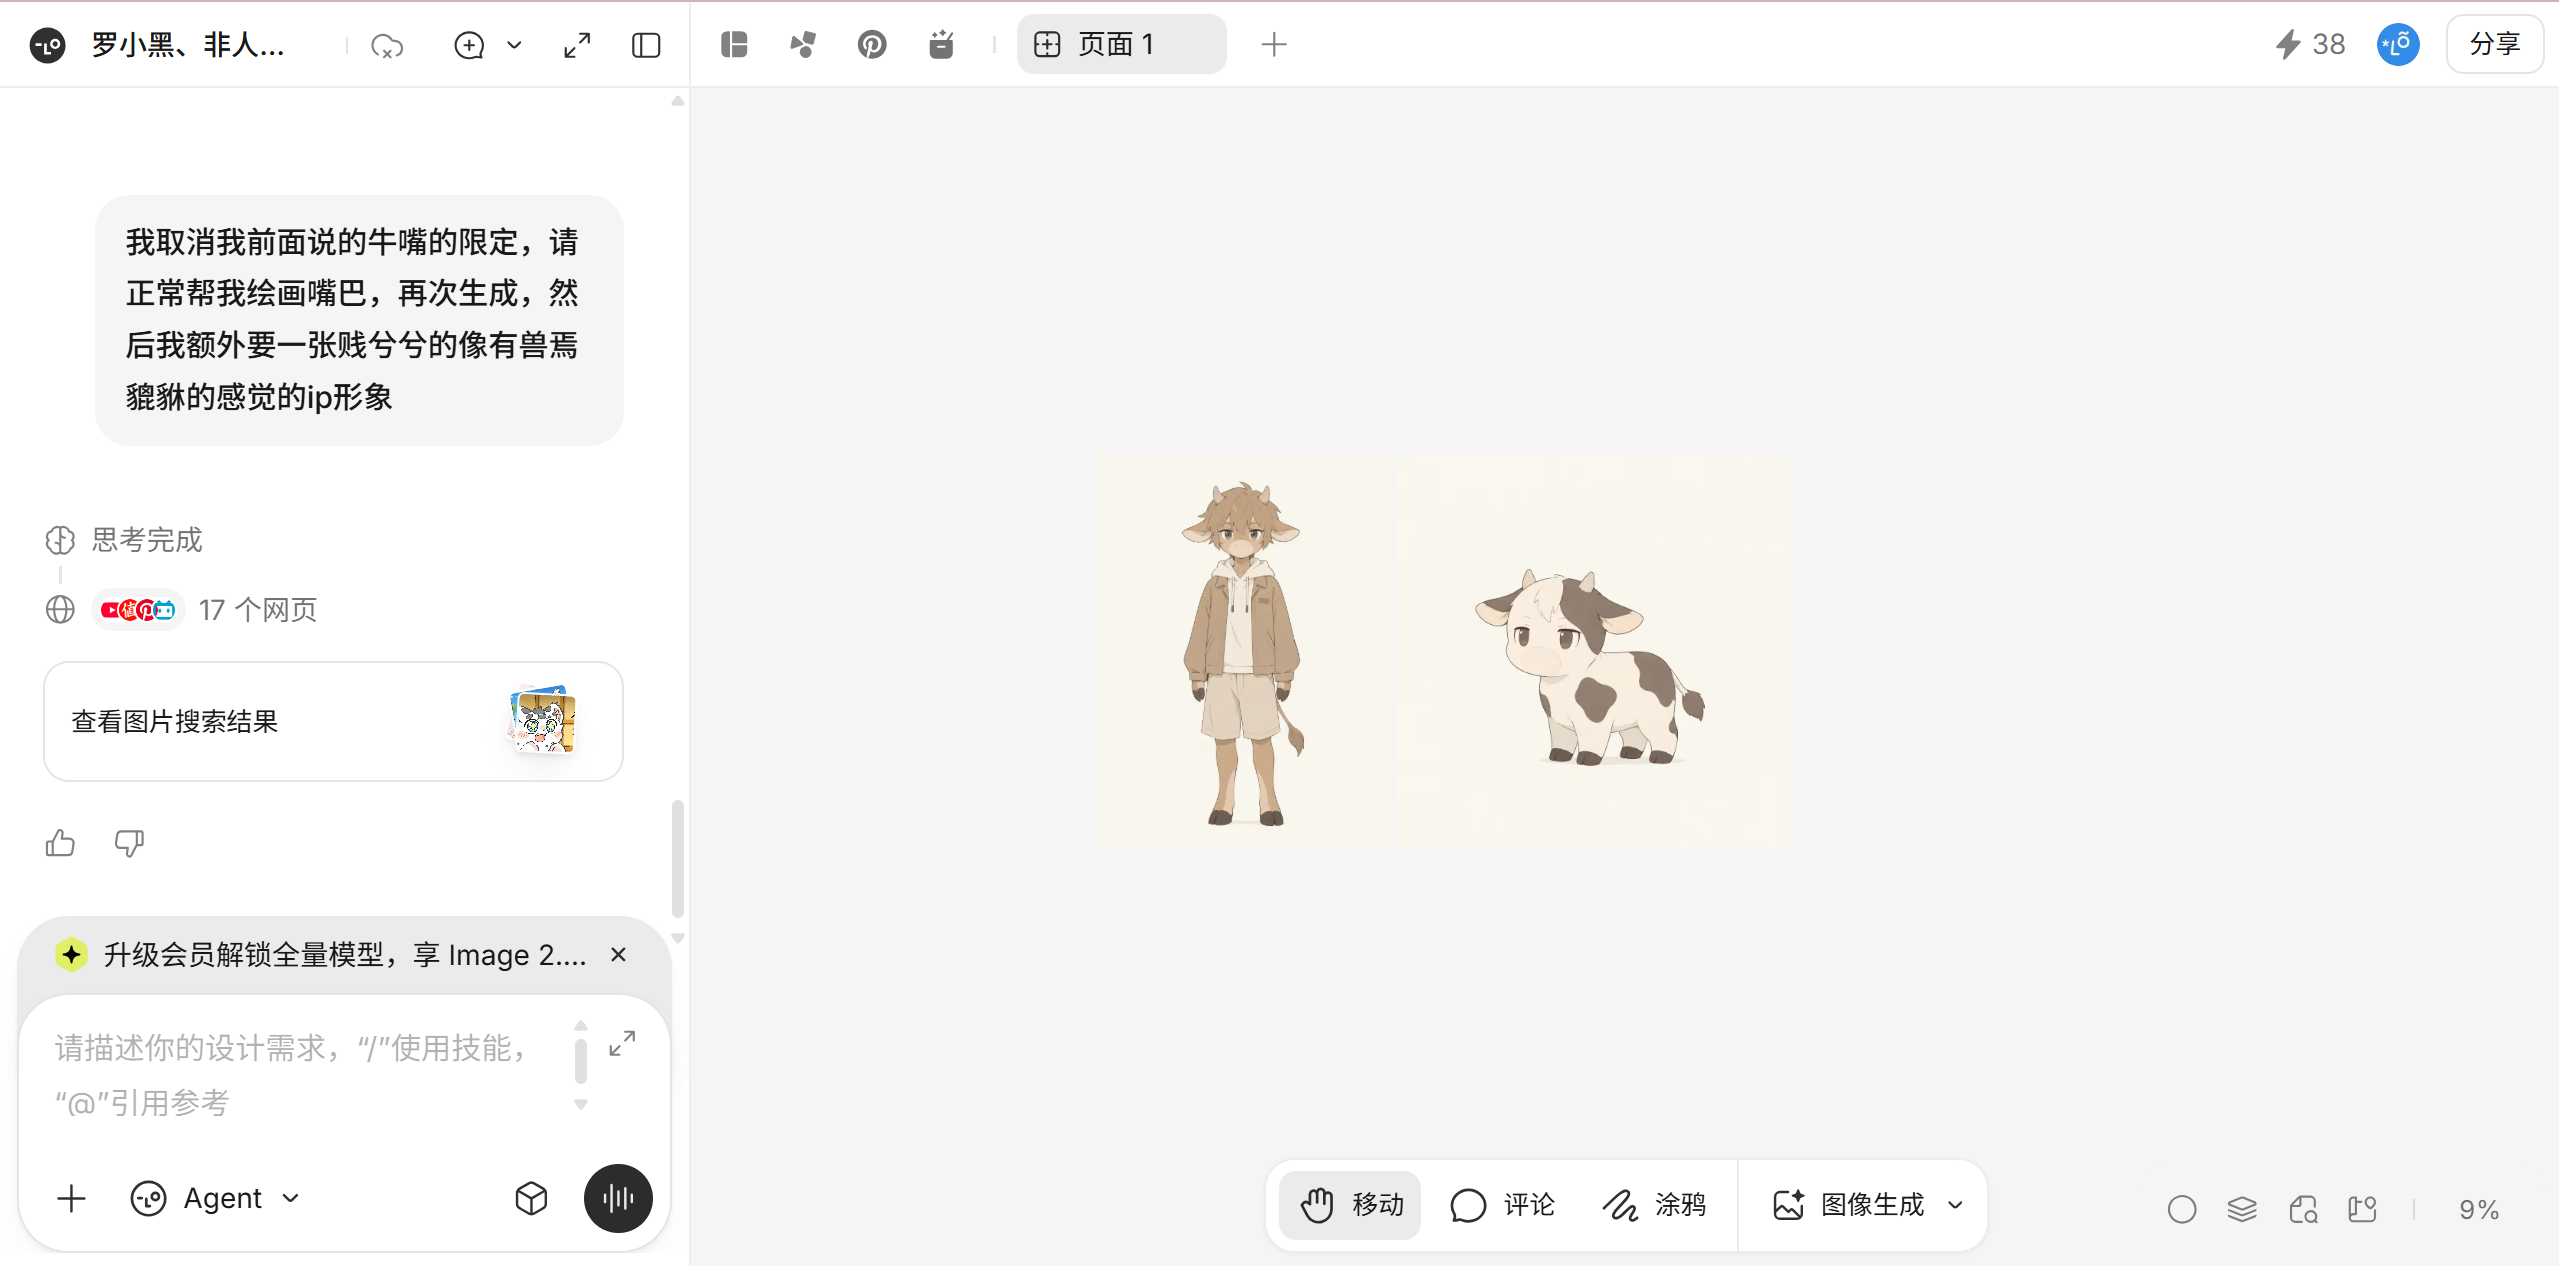 罗小黑、非人...
页面 1
38
分享
我取消我前面说的牛嘴的限定，请
正常帮我绘画嘴巴，再次生成，然
后我额外要一张贱兮兮的像有兽焉
貔貅的感觉的ip形象
思考完成
17 个网页
查看图片搜索结果
升级会员解锁全量模型，享 Image 2....
请描述你的设计需求，“/”使用技能，
“@”引用参考
Agent
移动
评论
涂鸦
图像生成
9%